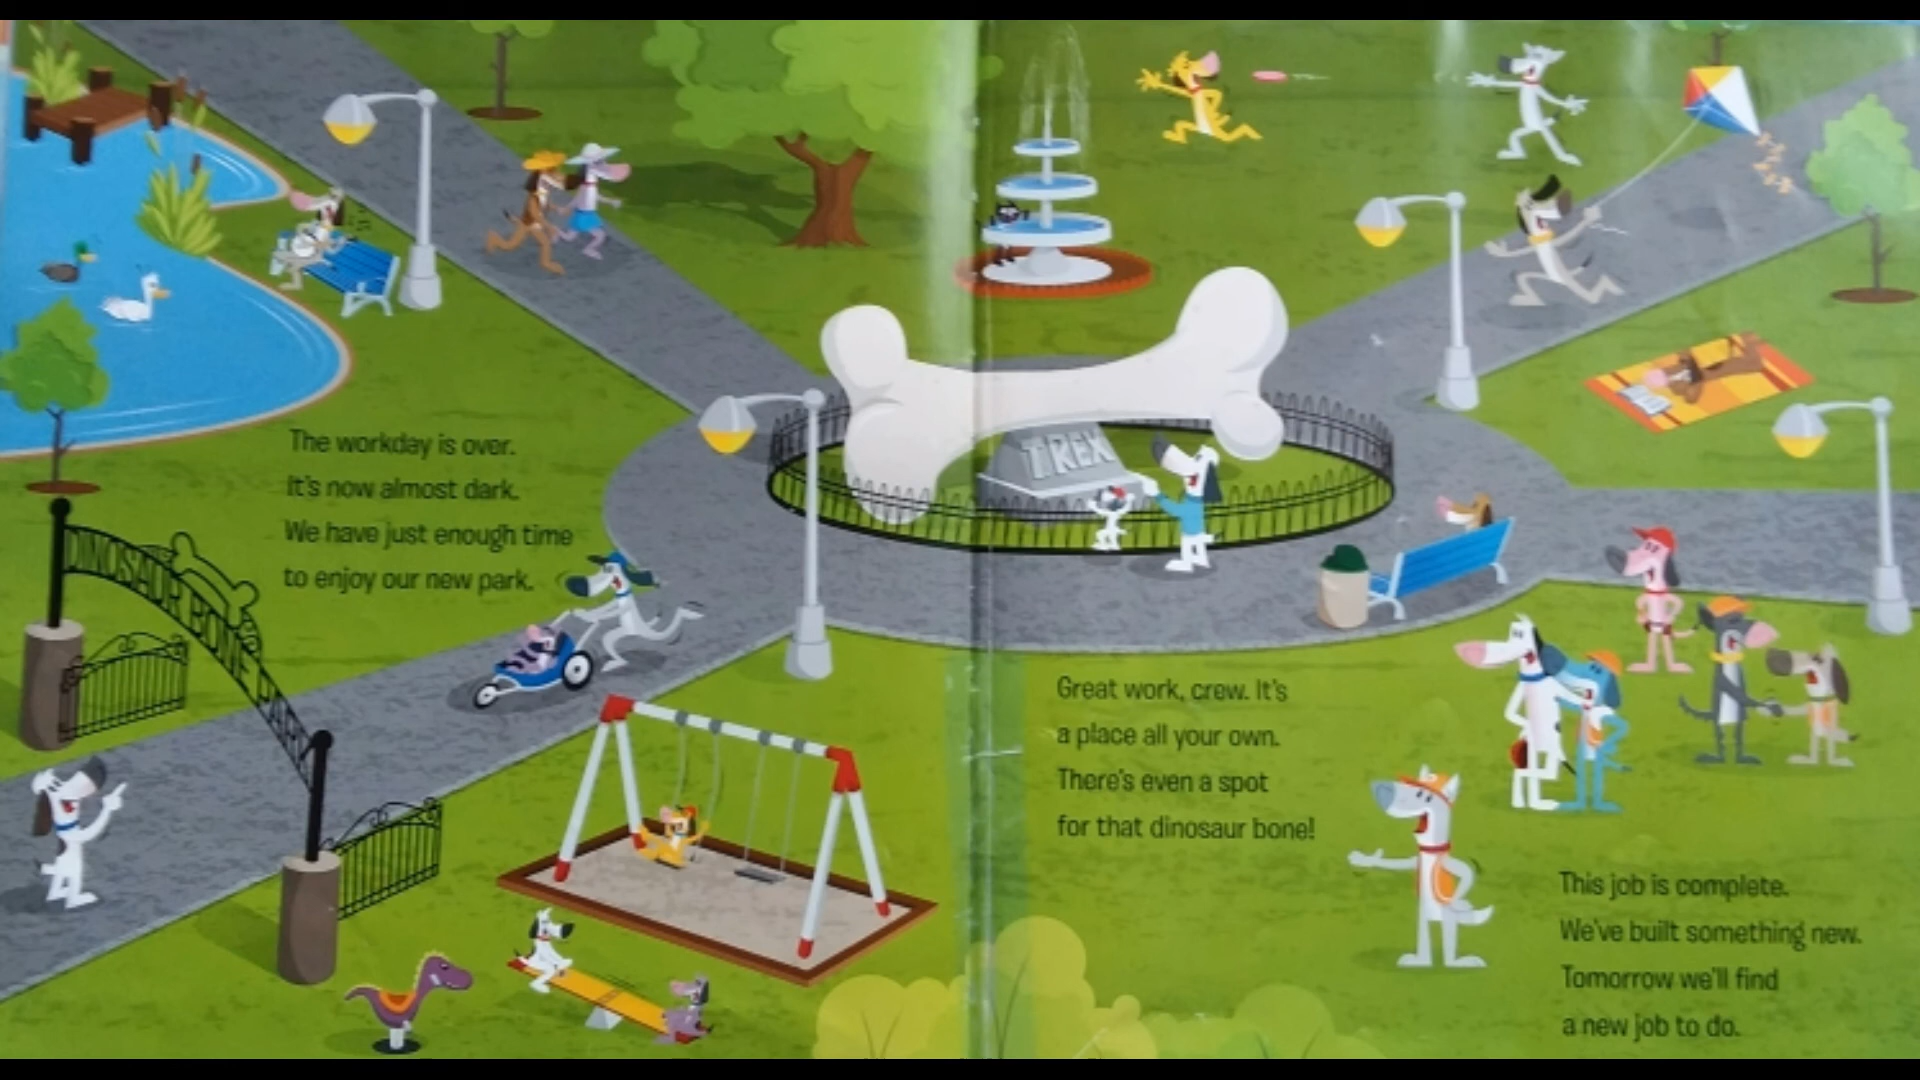 The workday is over.
It's now almost dark.
We have just enough time
to enjoy our new park.
DINOSAUR BONE PARK
T.REX
Great work, crew. It's
a place all your own.
There's even a spot
for that dinosaur bone!
This job is complete.
We've built something new.
Tomorrow we'll find
a new job to do.